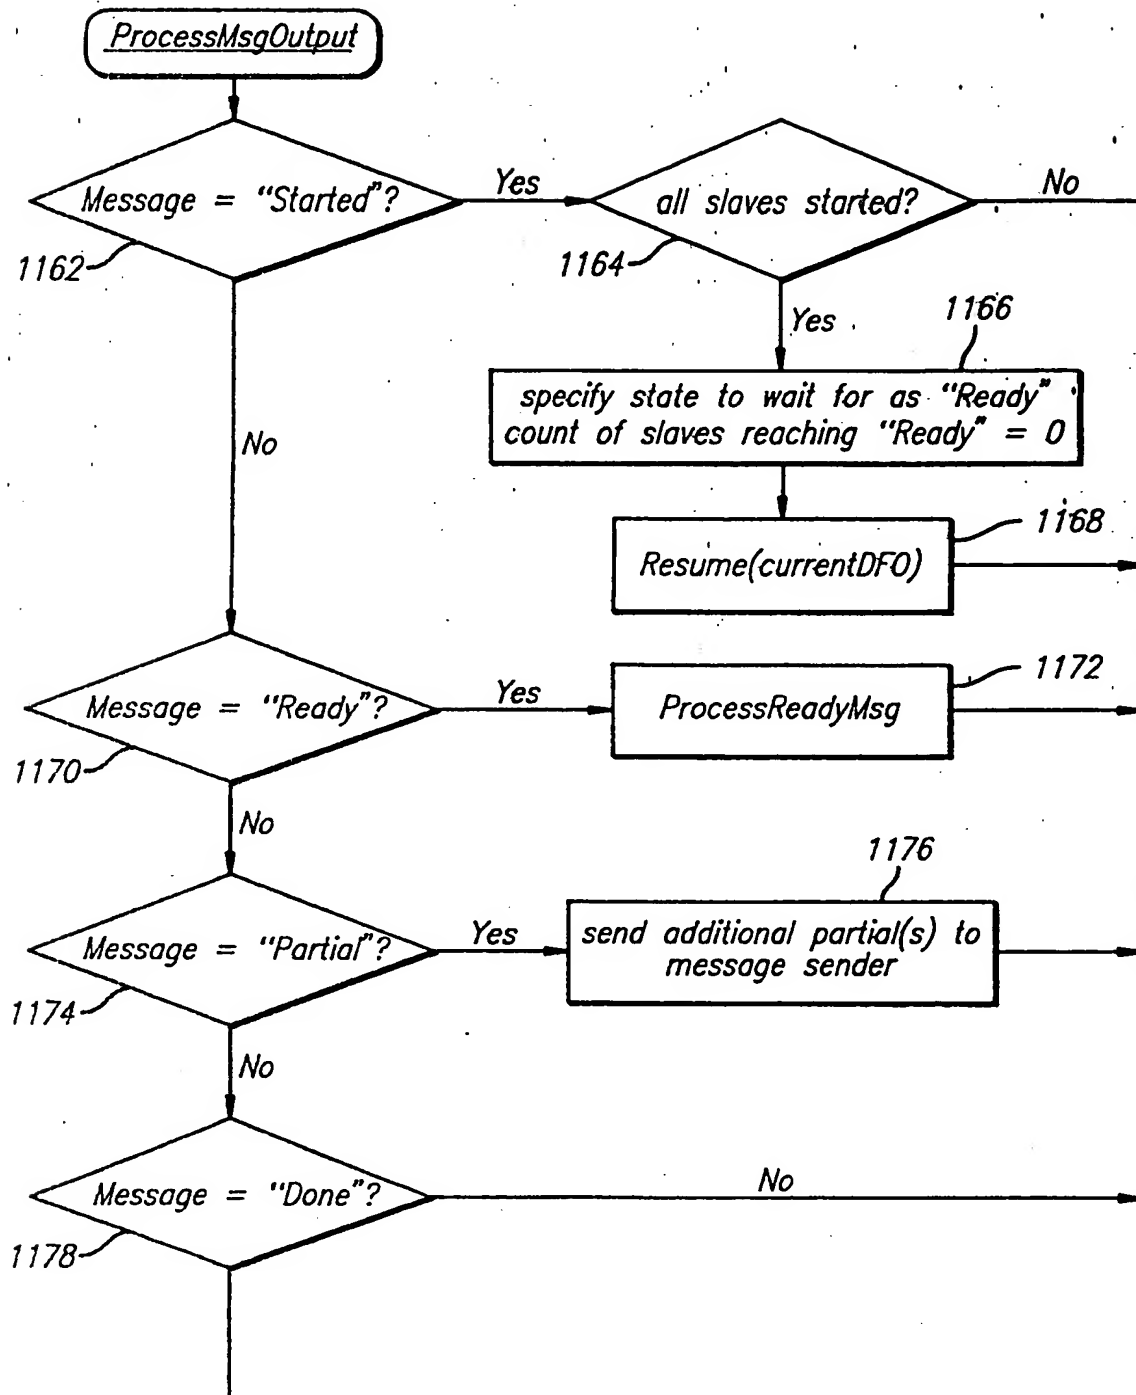 ProcessMsgOutput
Message = "Started"?
Yes
all slaves started?
No
1162
1164
Yes
1166
specify state to wait for as "Ready"
count of slaves reaching "Ready" = 0
No
1168
Resume(currentDFO)
1172
Message = "Ready"?
Yes
ProcessReadyMsg
1170
No
1176
Message = "Partial"?
Yes
send additional partial(s) to
message sender
1174
No
Message = "Done"?
No
1178